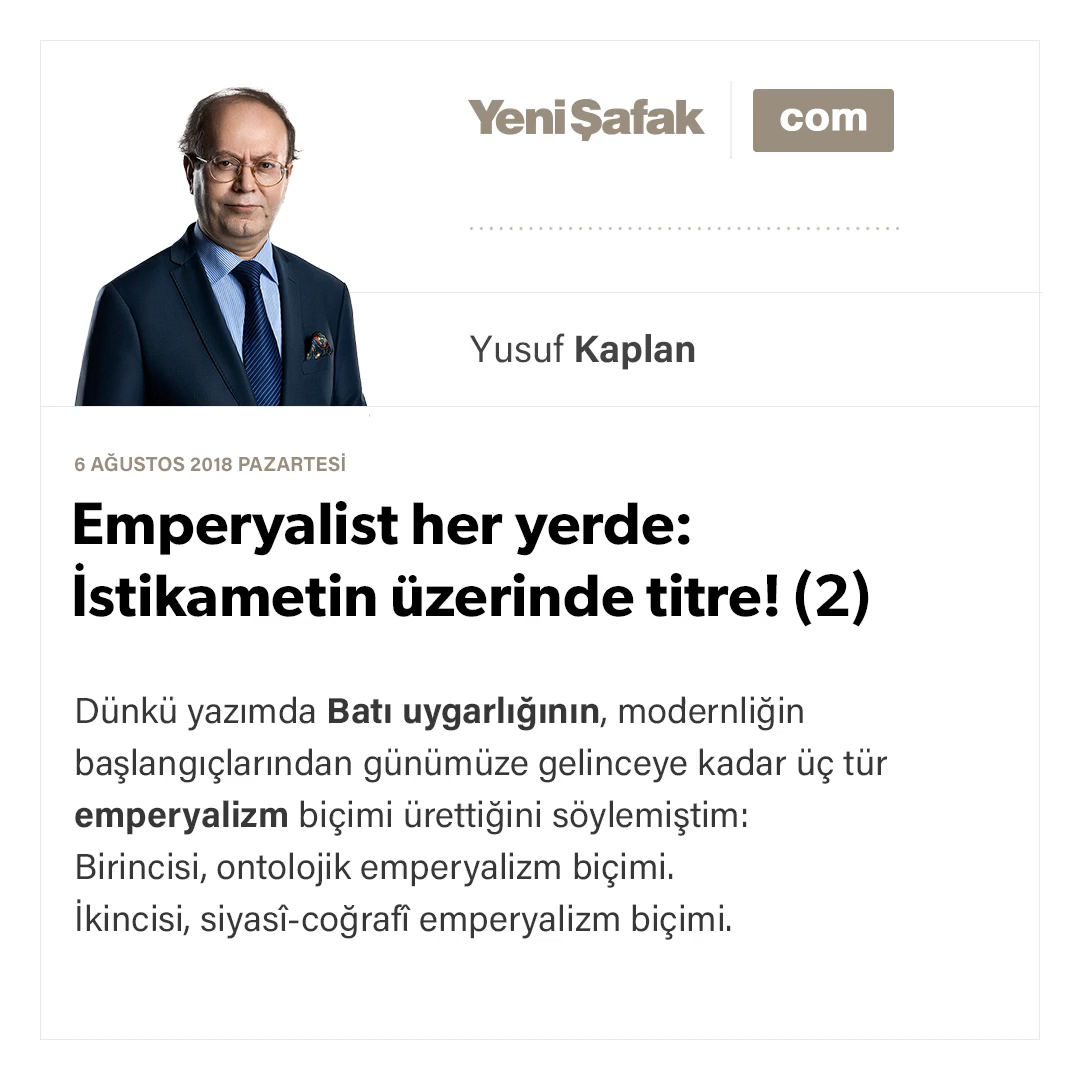 YeniŞafak com
Yusuf Kaplan
6 AĞUSTOS 2018 PAZARTESİ
Emperyalist her yerde:
İstikametin üzerinde titre! (2)
Dünkü yazımda Batı uygarlığının, modernliğin
başlangıçlarından günümüze gelinceye kadar üç tür
emperyalizm biçimi ürettiğini söylemiştim:
Birincisi, ontolojik emperyalizm biçimi.
İkincisi, siyasî-coğrafî emperyalizm biçimi.